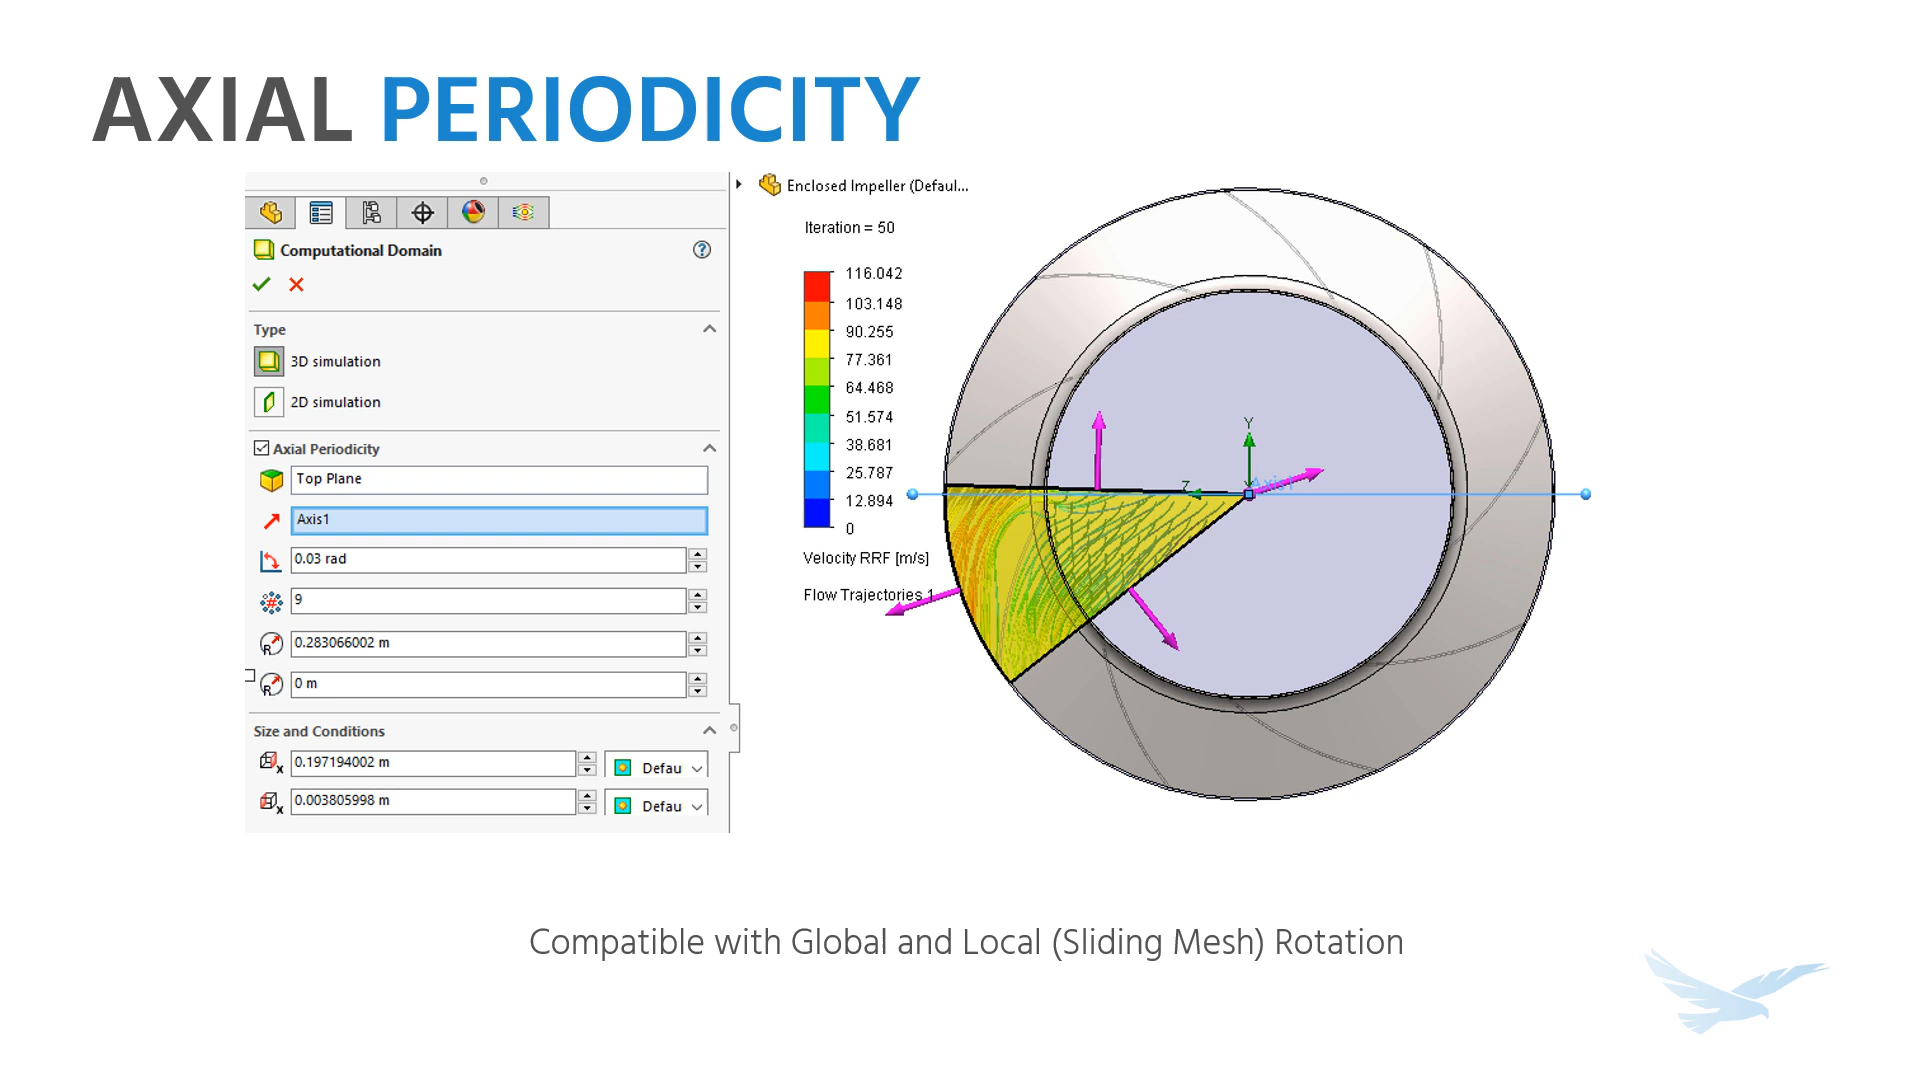 AXIAL PERIODICITY
Computational Domain
Type
3D simulation
2D simulation
Axial Periodicity
Top Plane
Axis1
0.03 rad
9
0.283066002 m
0 m
Size and Conditions
0.197194002 m
Defau
0.003805998 m
Defau
Enclosed Impeller (Defaul...
Iteration = 50
116.042
103.148
90.255
77.361
64.468
51.574
38.681
25.787
12.894
0
Velocity RRF [m/s]
Flow Trajectories 1
Y
Z
Axis1
Compatible with Global and Local (Sliding Mesh) Rotation